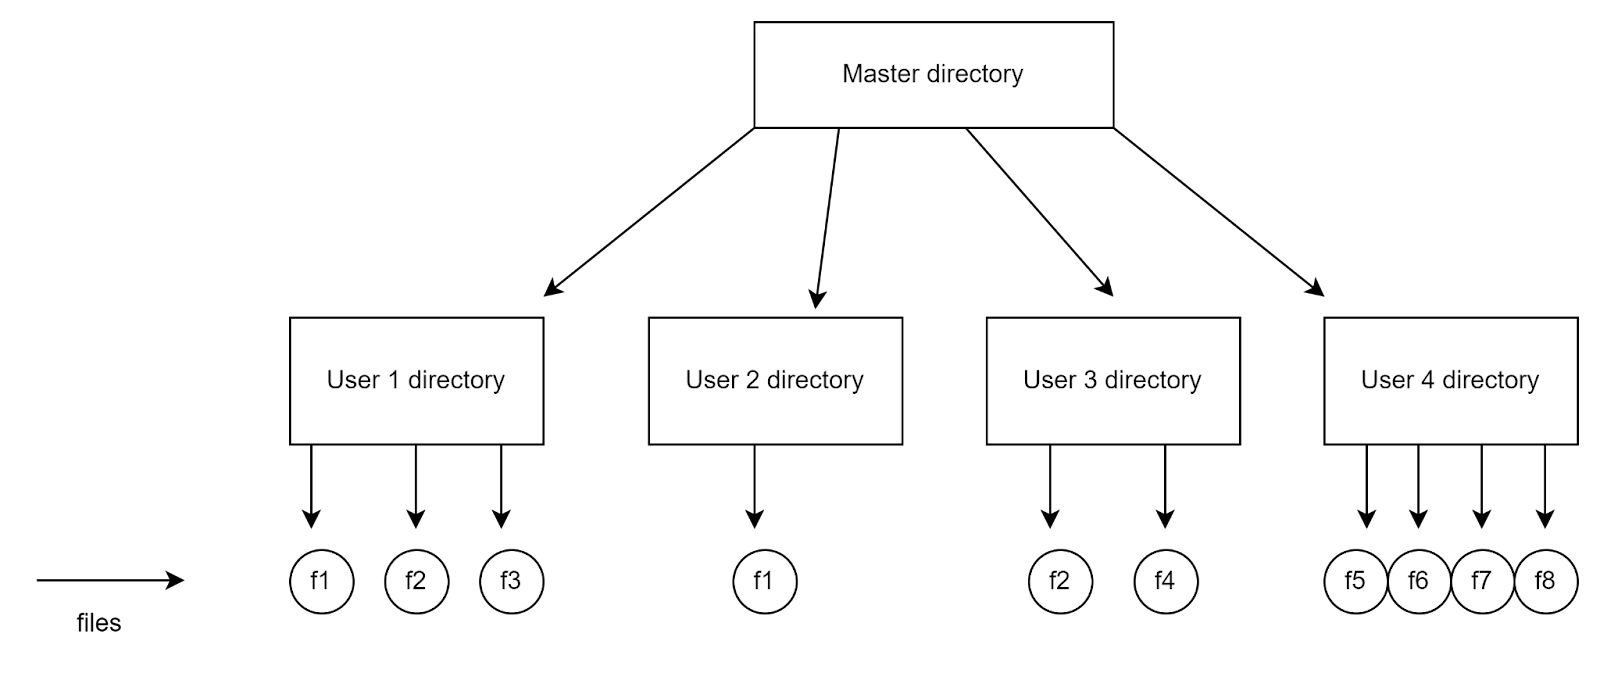 Master directory
User 1 directory
User 2 directory
User 3 directory
User 4 directory
f1
f2
f3
f1
f2
f4
f5
f6
f7
f8
files